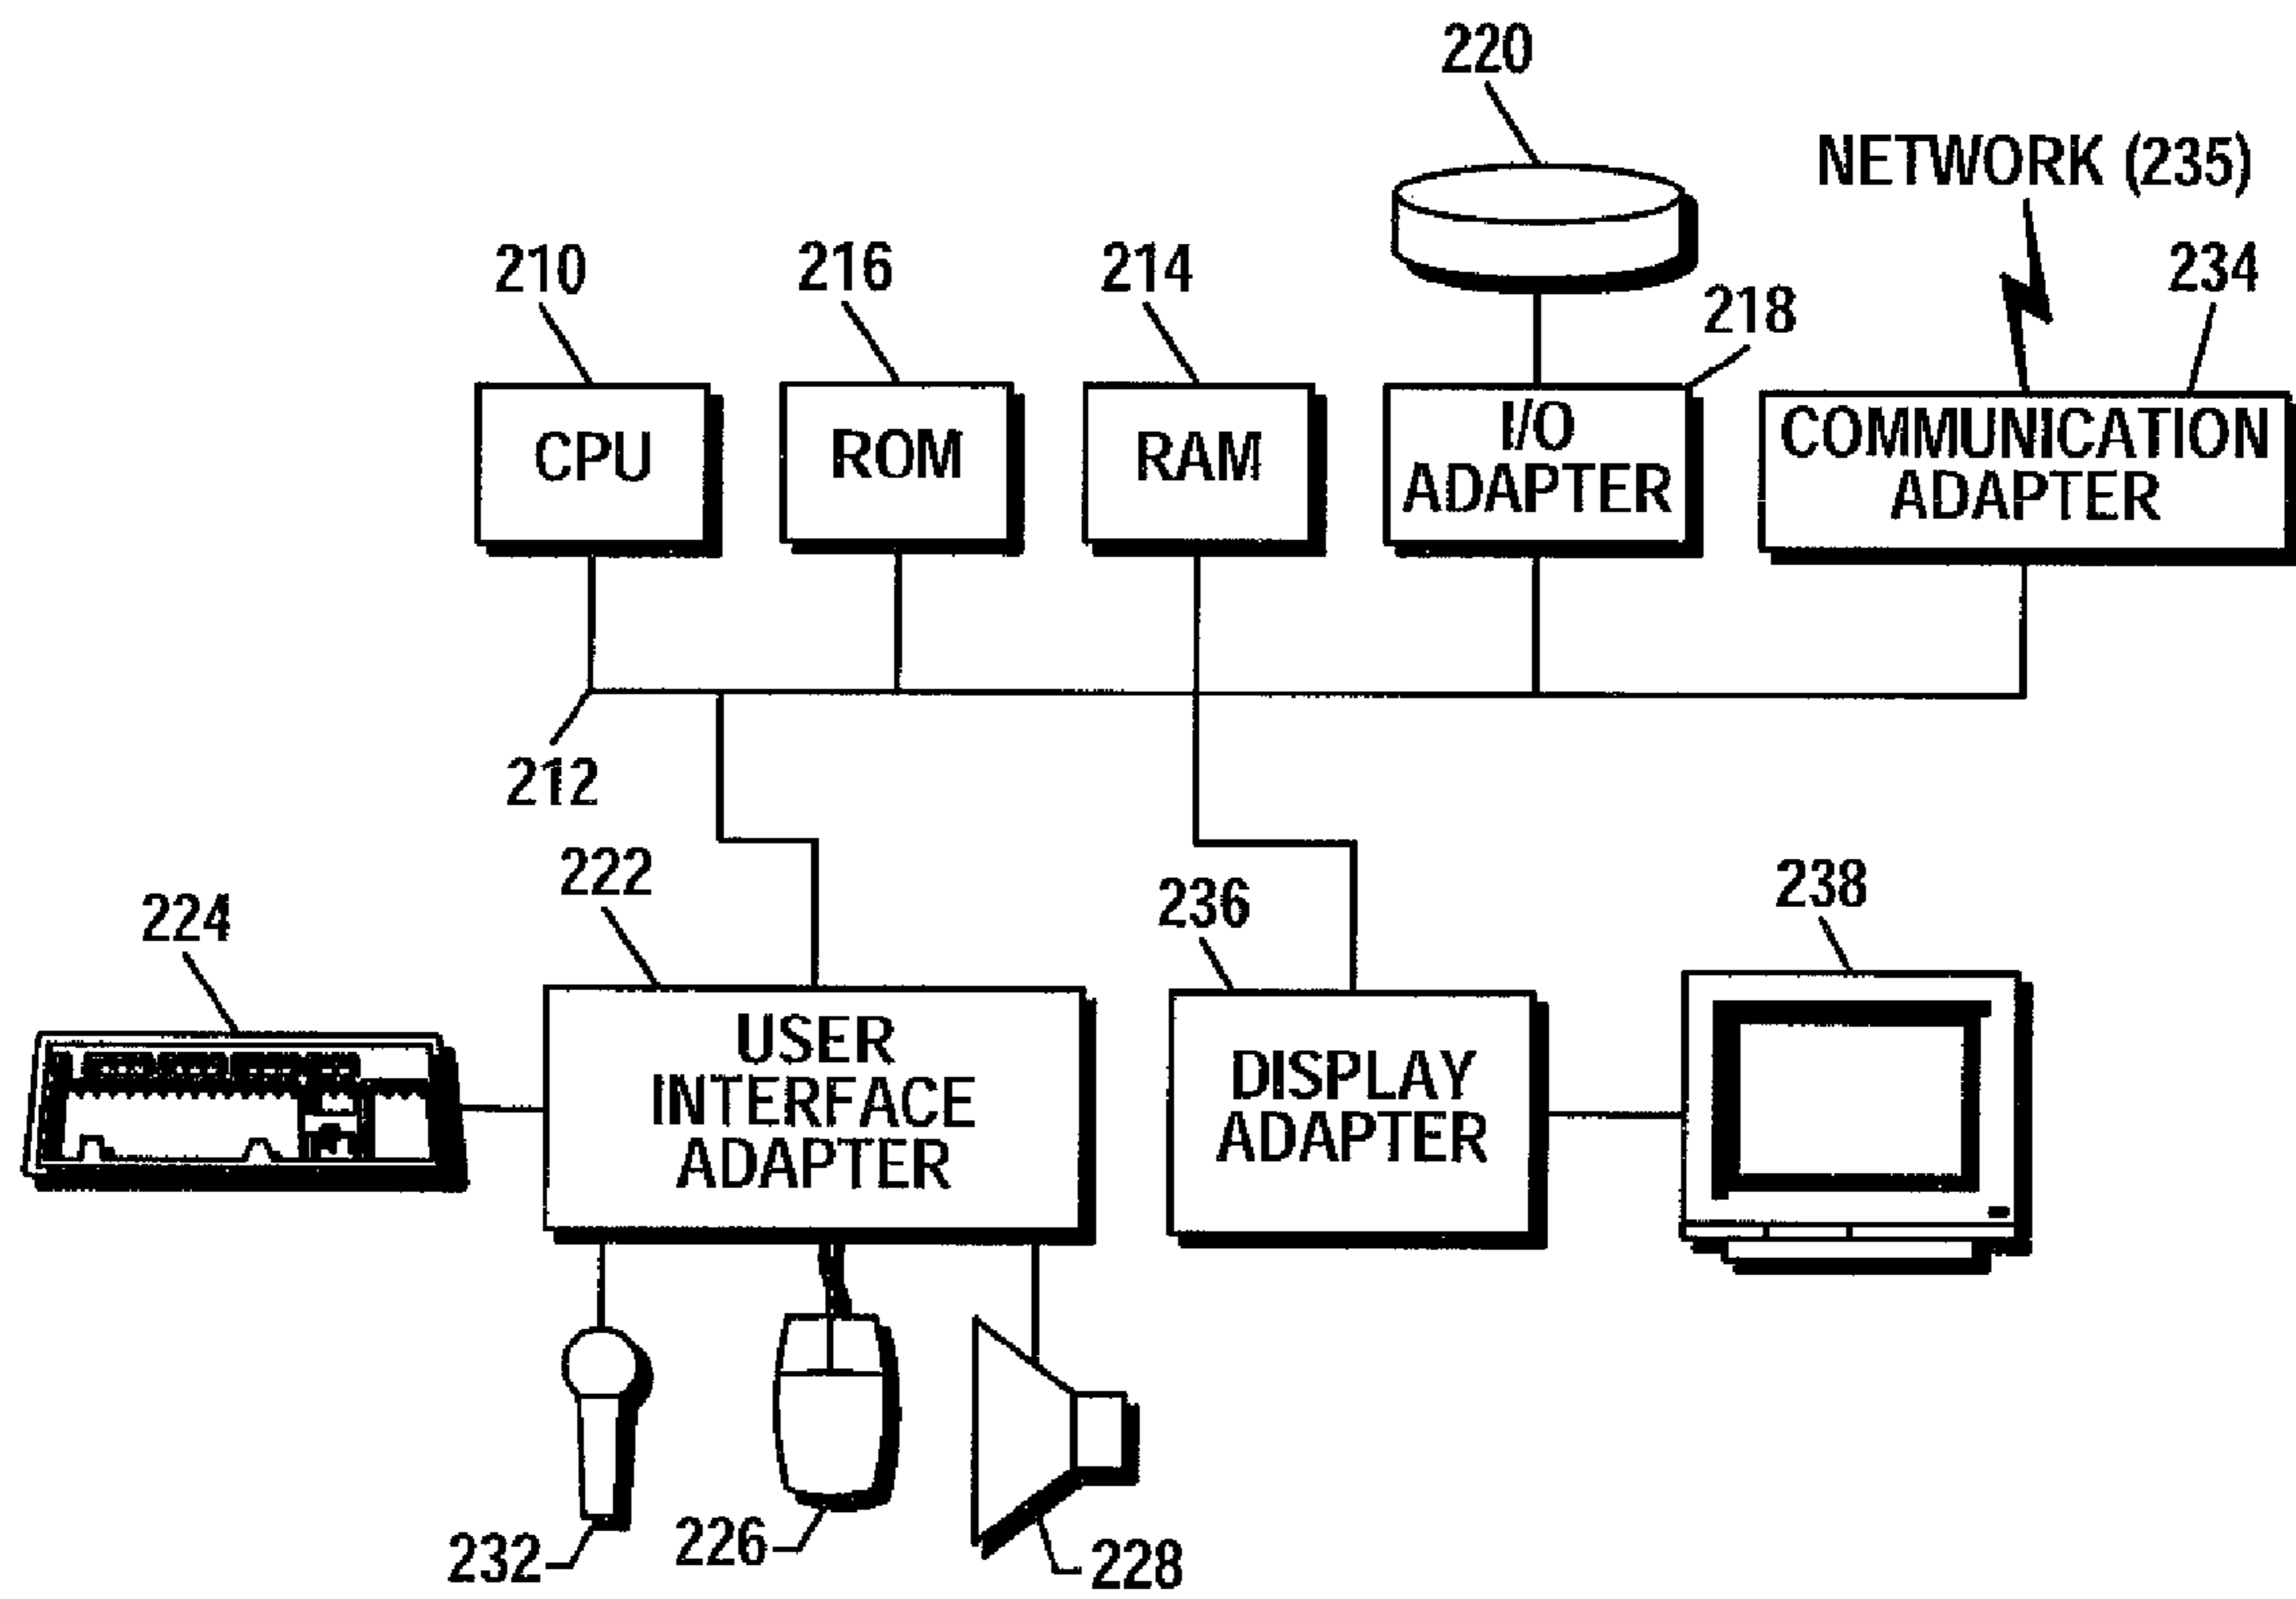 220
NETWORK (235)
210
216
214
218
234
CPU
ROM
RAM
I/O
ADAPTER
COMMUNICATION
ADAPTER
212
222
224
236
238
USER
INTERFACE
ADAPTER
DISPLAY
ADAPTER
232
226
228